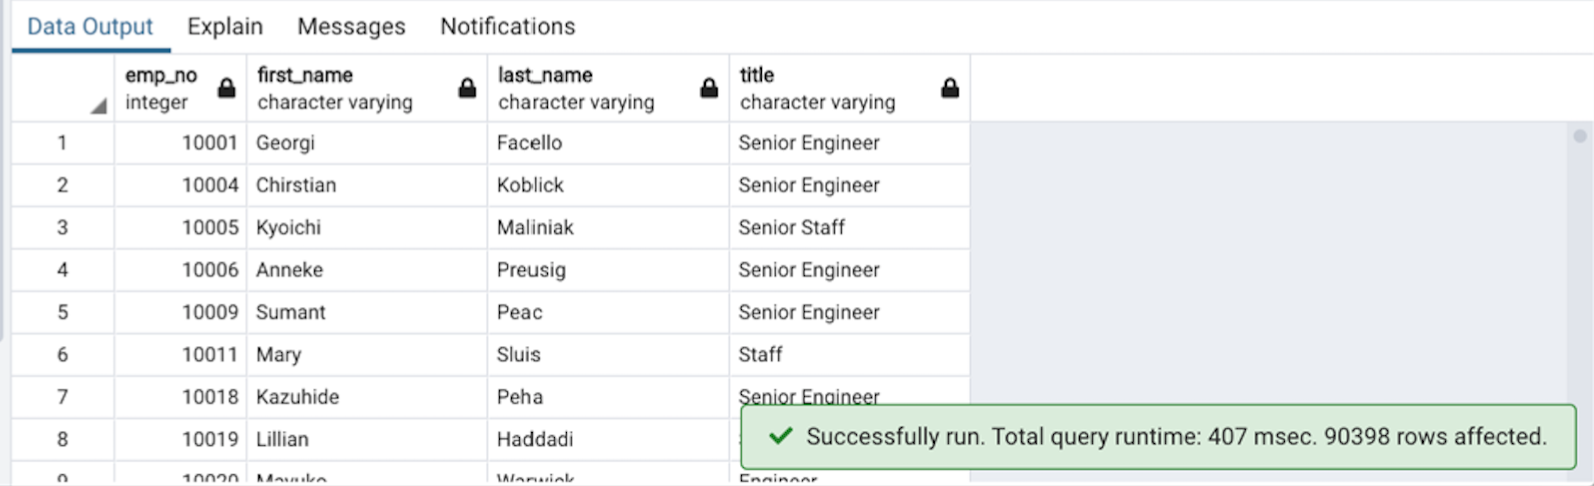 Data Output Explain Messages Notifications
emp_no first_name last_name title
integer character varying character varying character varying
1 10001 Georgi Facello Senior Engineer
2 10004 Chirstian Koblick Senior Engineer
3 10005 Kyoichi Maliniak Senior Staff
4 10006 Anneke Preusig Senior Engineer
5 10009 Sumant Peac Senior Engineer
6 10011 Mary Sluis Staff
7 10018 Kazuhide Peha Senior Engineer
8 10019 Lillian Haddadi
Successfully run. Total query runtime: 407 msec. 90398 rows affected.
9 10020 Mayuko Warwick Engineer